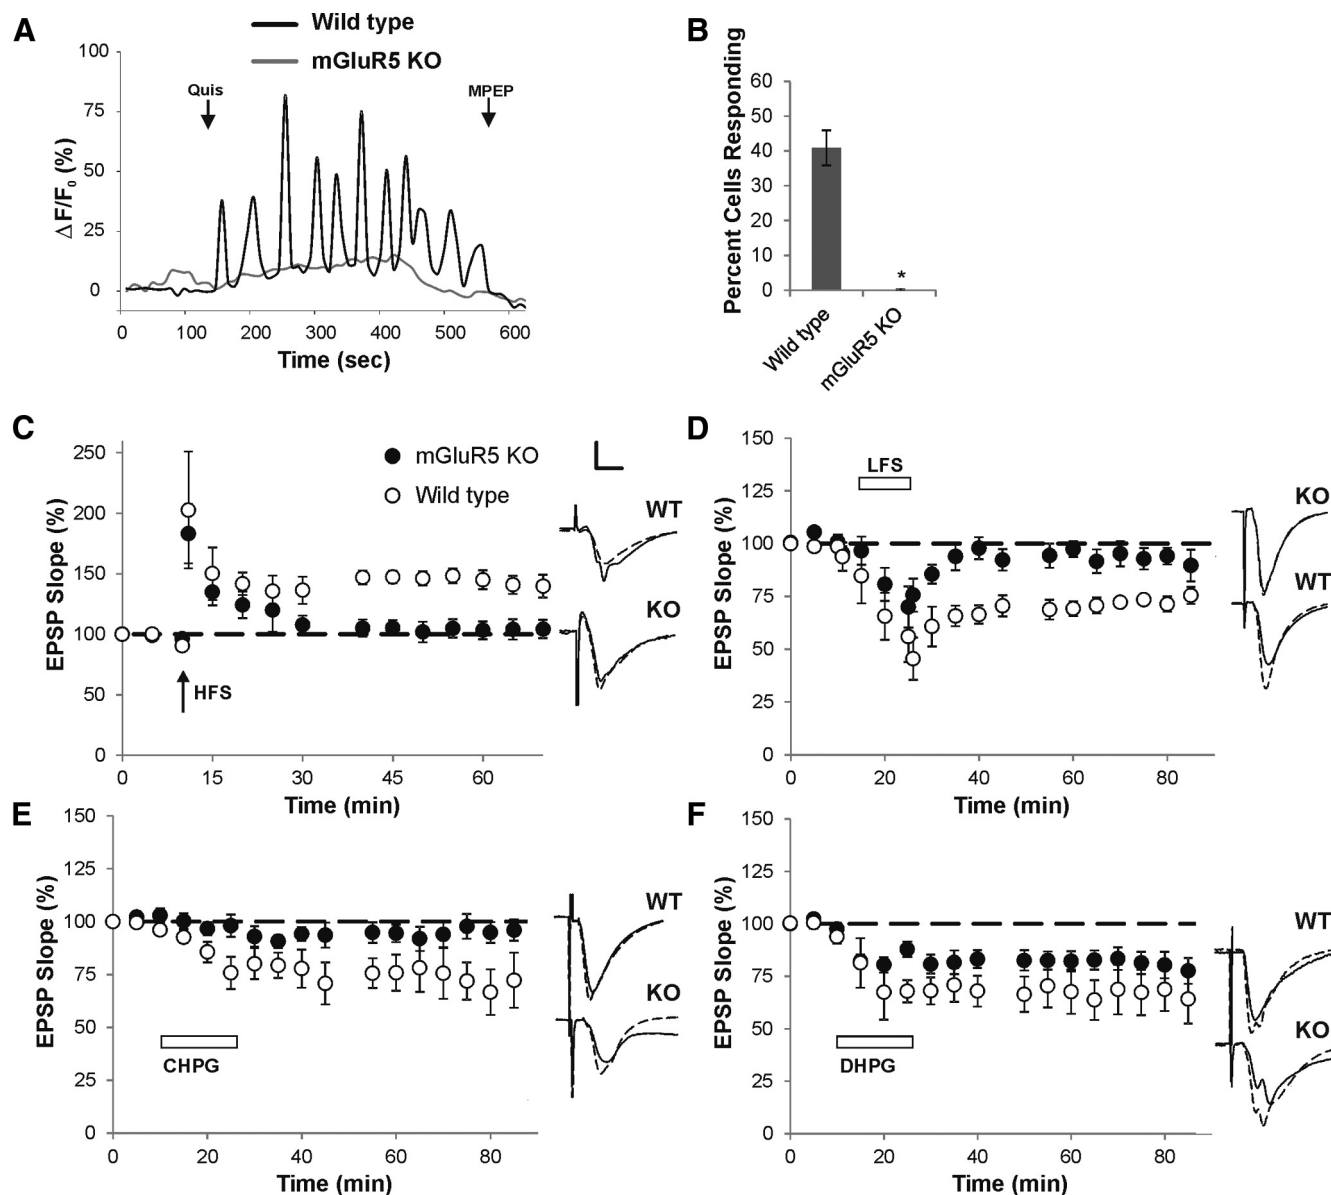 A
Wild type
mGluR5 KO
100
75
50
25
0
ΔF/F0 (%)
Quis
MPEP
0 100 200 300 400 500 600
Time (sec)
B
60
50
40
30
20
10
0
Percent Cells Responding
*
Wild type
mGluR5 KO
C
250
200
150
100
50
0
EPSP Slope (%)
mGluR5 KO
Wild type
HFS
0 15 30 45 60
Time (min)
WT
KO
D
150
125
100
75
50
25
0
EPSP Slope (%)
LFS
0 20 40 60 80
Time (min)
KO
WT
E
150
125
100
75
50
25
0
EPSP Slope (%)
CHPG
0 20 40 60 80
Time (min)
WT
KO
F
150
125
100
75
50
25
0
EPSP Slope (%)
DHPG
0 20 40 60 80
Time (min)
WT
KO